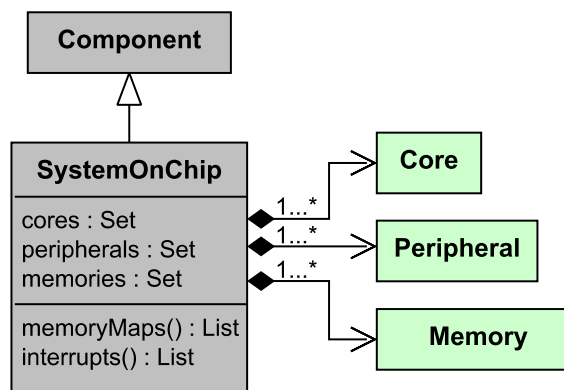 Component
SystemOnChip
cores : Set
peripherals : Set
memories : Set
memoryMaps() : List
interrupts() : List
1...*
1...*
1...*
Core
Peripheral
Memory